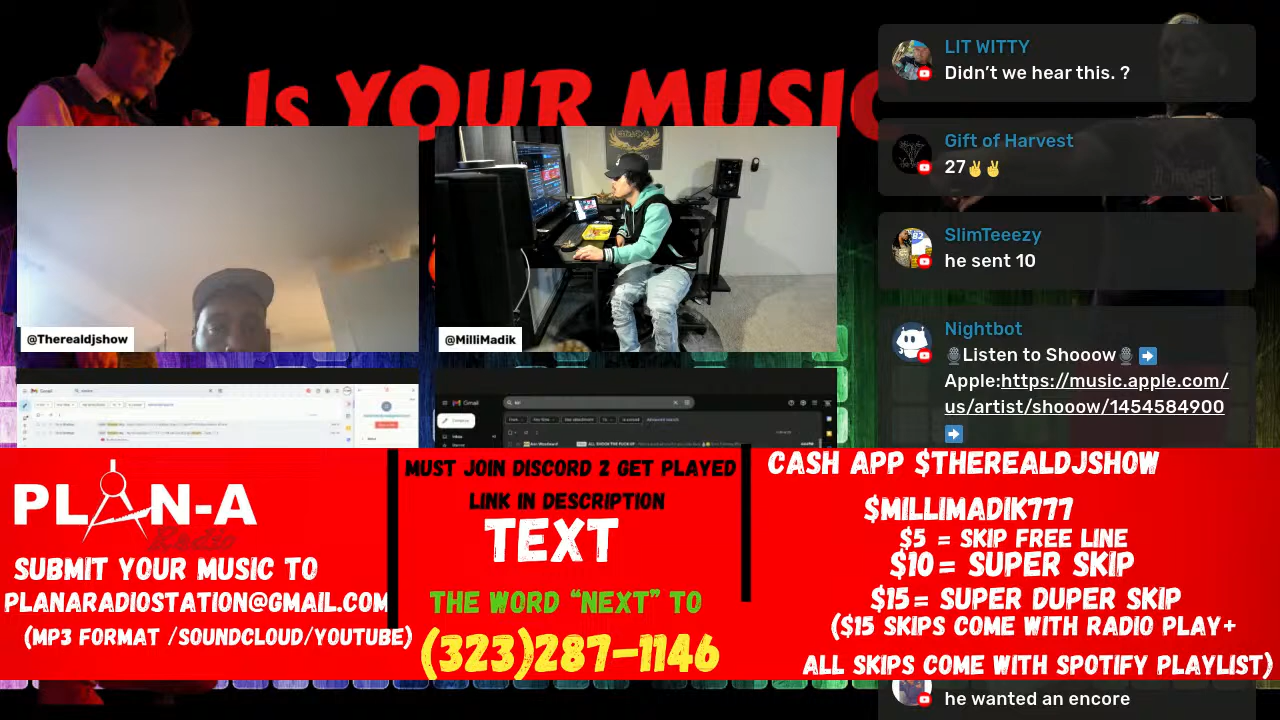 Is YOUR MUSIC
LIT WITTY
Didn’t we hear this. ?
Gift of Harvest
27✌️✌️
SlimTeeezy
he sent 10
Nightbot
🎙️Listen to Shooow🎙️ ➡️
Apple:https://music.apple.com/
us/artist/shooow/1454584900
➡️
@Therealdjshow
@MilliMadik
Gmail
Gmail
PLAN-A
Radio
SUBMIT YOUR MUSIC TO
PLANARADIOSTATION@GMAIL.COM
(MP3 FORMAT /SOUNDCLOUD/YOUTUBE)
MUST JOIN DISCORD 2 GET PLAYED
LINK IN DESCRIPTION
TEXT
THE WORD “NEXT” TO
(323)287-1146
CASH APP $THEREALDJSHOW
$MILLIMADIK777
$5 = SKIP FREE LINE
$10 = SUPER SKIP
$15 = SUPER DUPER SKIP
($15 SKIPS COME WITH RADIO PLAY+
ALL SKIPS COME WITH SPOTIFY PLAYLIST)
he wanted an encore